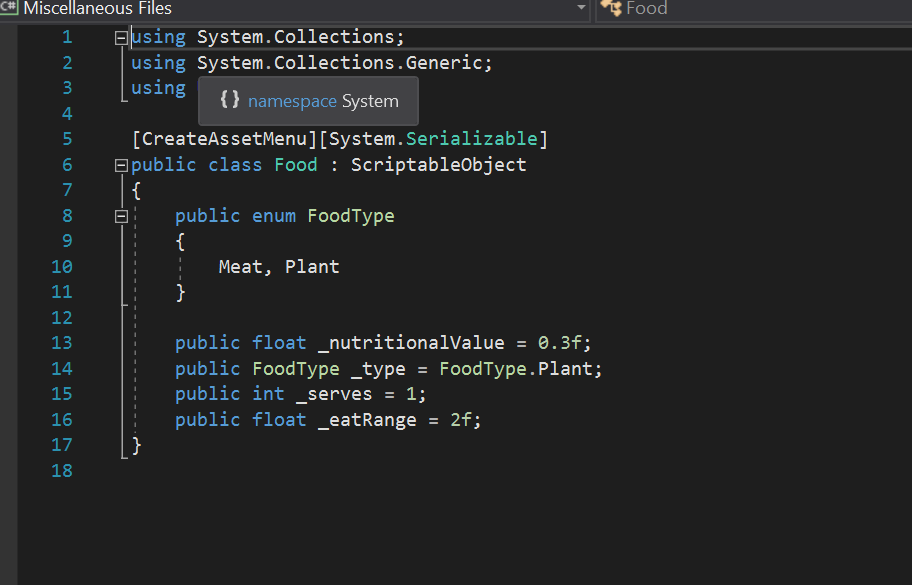 C# Miscellaneous Files
Food
1 using System.Collections;
2 using System.Collections.Generic;
3 using
{} namespace System
4
5 [CreateAssetMenu][System.Serializable]
6 public class Food : ScriptableObject
7 {
8 public enum FoodType
9 {
10 Meat, Plant
11 }
12
13 public float _nutritionalValue = 0.3f;
14 public FoodType _type = FoodType.Plant;
15 public int _serves = 1;
16 public float _eatRange = 2f;
17 }
18